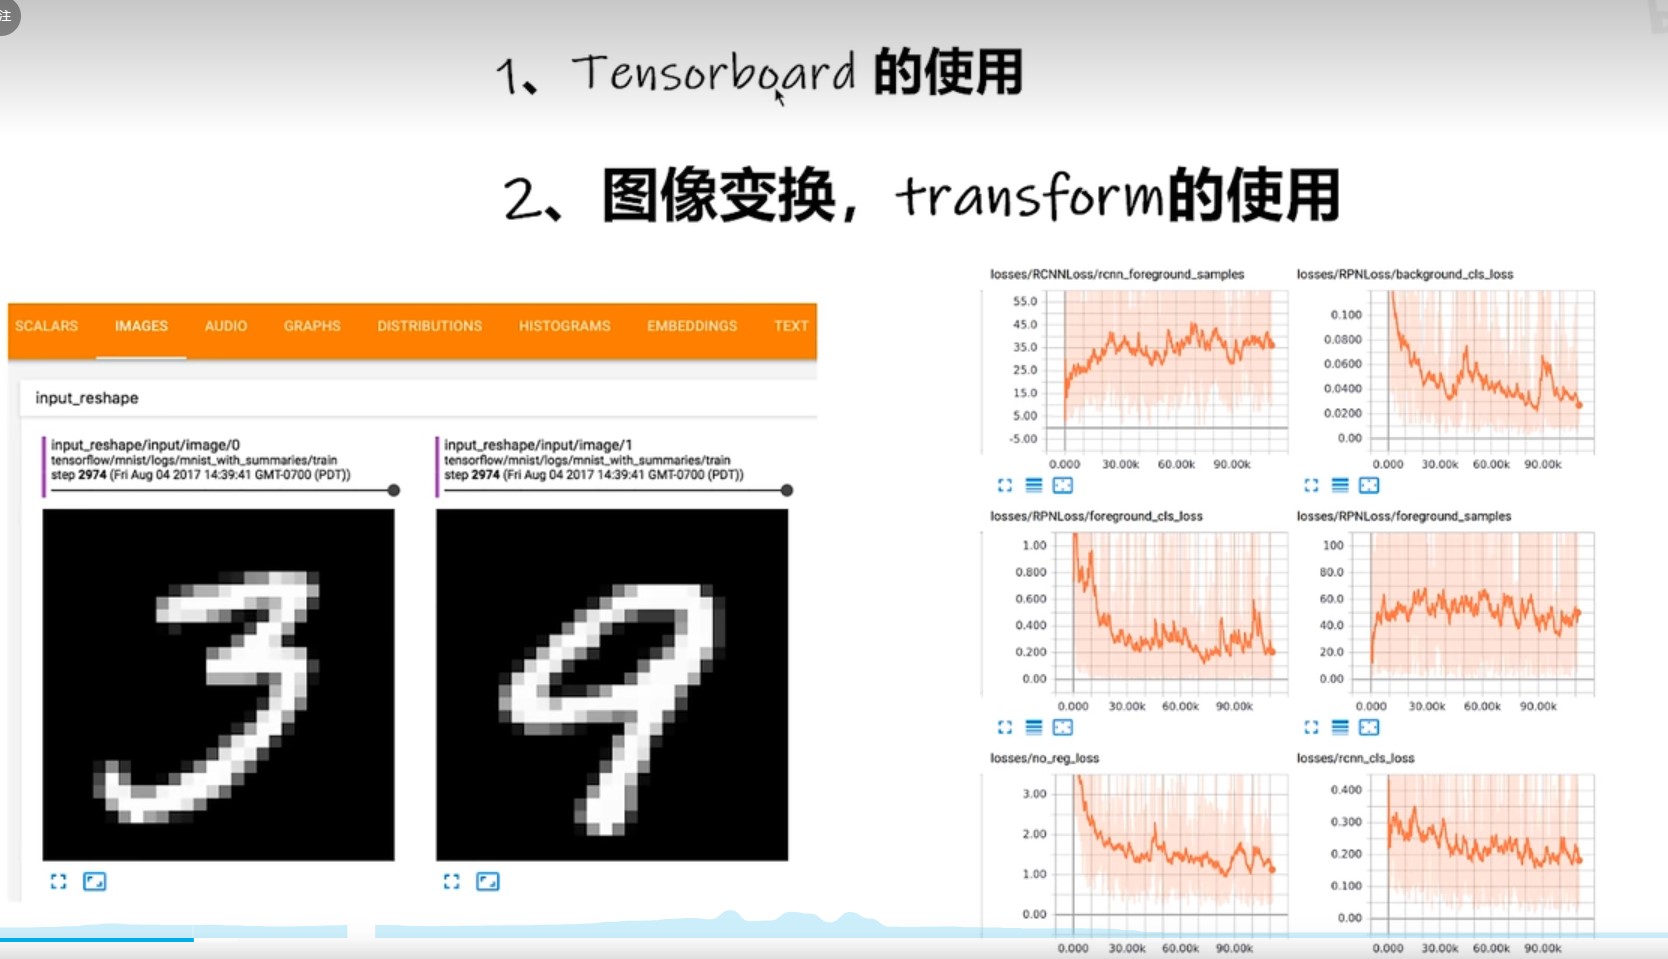 注
1、Tensorboard 的使用
2、图像变换，transform的使用
SCALARS IMAGES AUDIO GRAPHS DISTRIBUTIONS HISTOGRAMS EMBEDDINGS TEXT
input_reshape
input_reshape/input/image/0
tensorflow/mnist/logs/mnist_with_summaries/train
step 2974 (Fri Aug 04 2017 14:39:41 GMT-0700 (PDT))
input_reshape/input/image/1
tensorflow/mnist/logs/mnist_with_summaries/train
step 2974 (Fri Aug 04 2017 14:39:41 GMT-0700 (PDT))
3
9
losses/RCNNLoss/rcnn_foreground_samples
55.0
45.0
35.0
25.0
15.0
5.00
-5.00
0.000 30.00k 60.00k 90.00k
losses/RPNLoss/background_cls_loss
0.100
0.0800
0.0600
0.0400
0.0200
0.00
0.000 30.00k 60.00k 90.00k
losses/RPNLoss/foreground_cls_loss
1.00
0.800
0.600
0.400
0.200
0.00
0.000 30.00k 60.00k 90.00k
losses/RPNLoss/foreground_samples
100
80.0
60.0
40.0
20.0
0.00
0.000 30.00k 60.00k 90.00k
losses/no_reg_loss
3.00
2.00
1.00
0.00
0.000 30.00k 60.00k 90.00k
losses/rcnn_cls_loss
0.400
0.300
0.200
0.100
0.00
0.000 30.00k 60.00k 90.00k